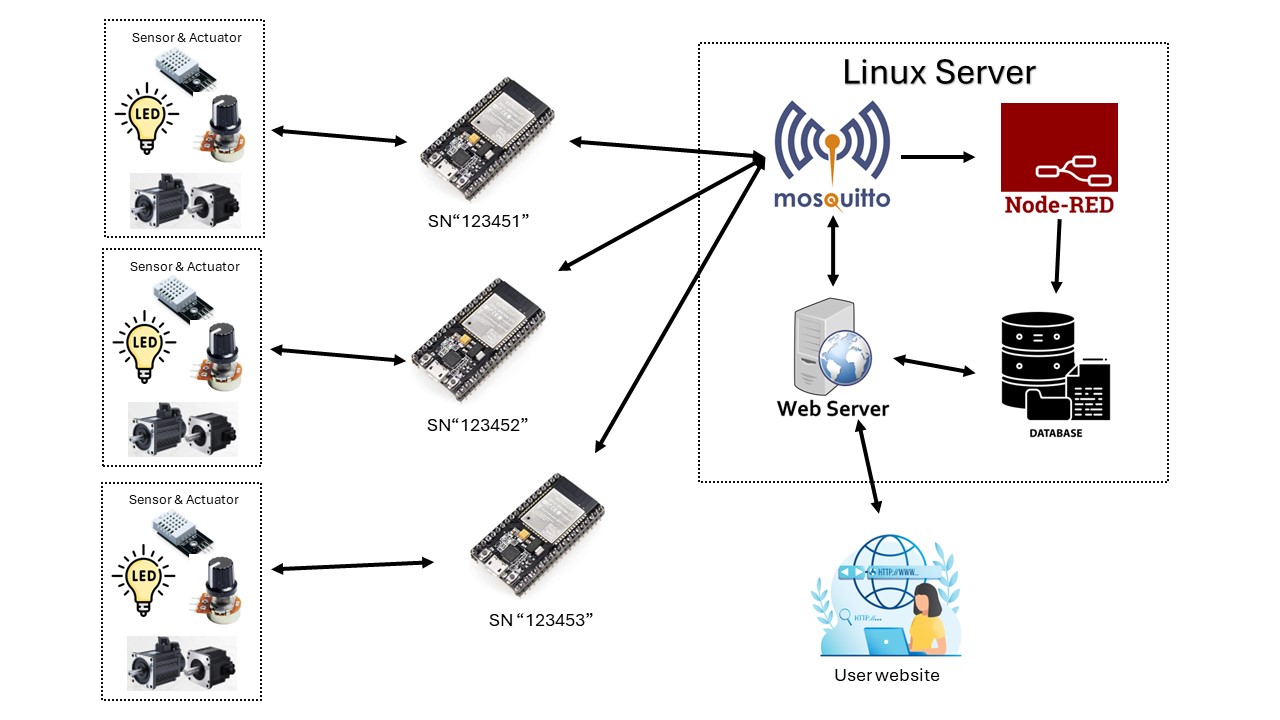 Sensor & Actuator
LED
SN“123451”
Sensor & Actuator
LED
SN“123452”
Sensor & Actuator
LED
SN “123453”
Linux Server
mosquitto
Node-RED
Web Server
DATABASE
HTTP://WWW...
HTTP://...
User website